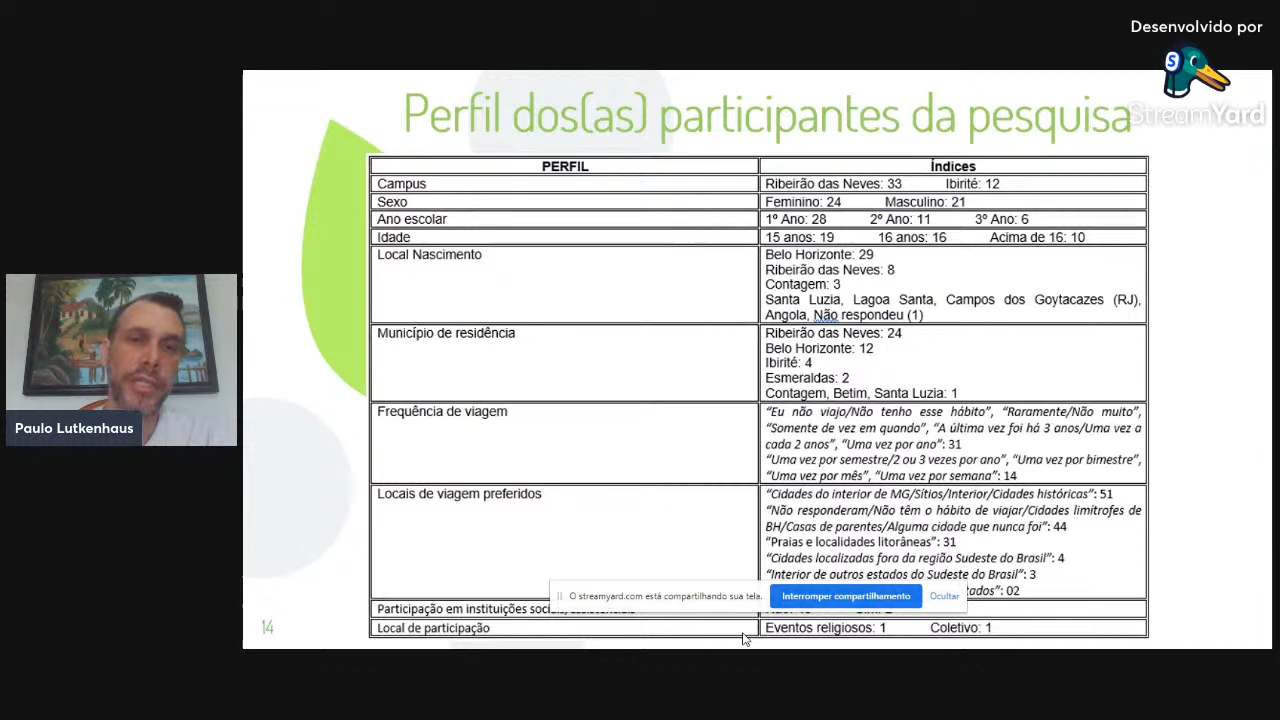 Desenvolvido por
S
StreamYard
Perfil dos(as) participantes da pesquisa
PERFIL Índices
Campus Ribeirão das Neves: 33 Ibirité: 12
Sexo Feminino: 24 Masculino: 21
Ano escolar 1º Ano: 28 2º Ano: 11 3º Ano: 6
Idade 15 anos: 19 16 anos: 16 Acima de 16: 10
Local Nascimento Belo Horizonte: 29
Ribeirão das Neves: 8
Contagem: 3
Santa Luzia, Lagoa Santa, Campos dos Goytacazes (RJ),
Angola, Não respondeu (1)
Município de residência Ribeirão das Neves: 24
Belo Horizonte: 12
Ibirité: 4
Esmeraldas: 2
Contagem, Betim, Santa Luzia: 1
Frequência de viagem “Eu não viajo/Não tenho esse hábito”, “Raramente/Não muito”,
“Somente de vez em quando”, “A última vez foi há 3 anos/Uma vez a
cada 2 anos”, “Uma vez por ano”: 31
“Uma vez por semestre/2 ou 3 vezes por ano”, “Uma vez por bimestre”,
“Uma vez por mês”, “Uma vez por semana”: 14
Locais de viagem preferidos “Cidades do interior de MG/Sítios/Interior/Cidades históricas”: 51
“Não responderam/Não têm o hábito de viajar/Cidades limítrofes de
BH/Casas de parentes/Alguma cidade que nunca foi”: 44
“Praias e localidades litorâneas”: 31
“Cidades localizadas fora da região Sudeste do Brasil”: 4
“Interior de outros estados do Sudeste do Brasil”: 3
tados”: 02
O streamyard.com está compartilhando sua tela. Interromper compartilhamento Ocultar
Participação em instituições
Local de participação Eventos religiosos: 1 Coletivo: 1
14
Paulo Lutkenhaus